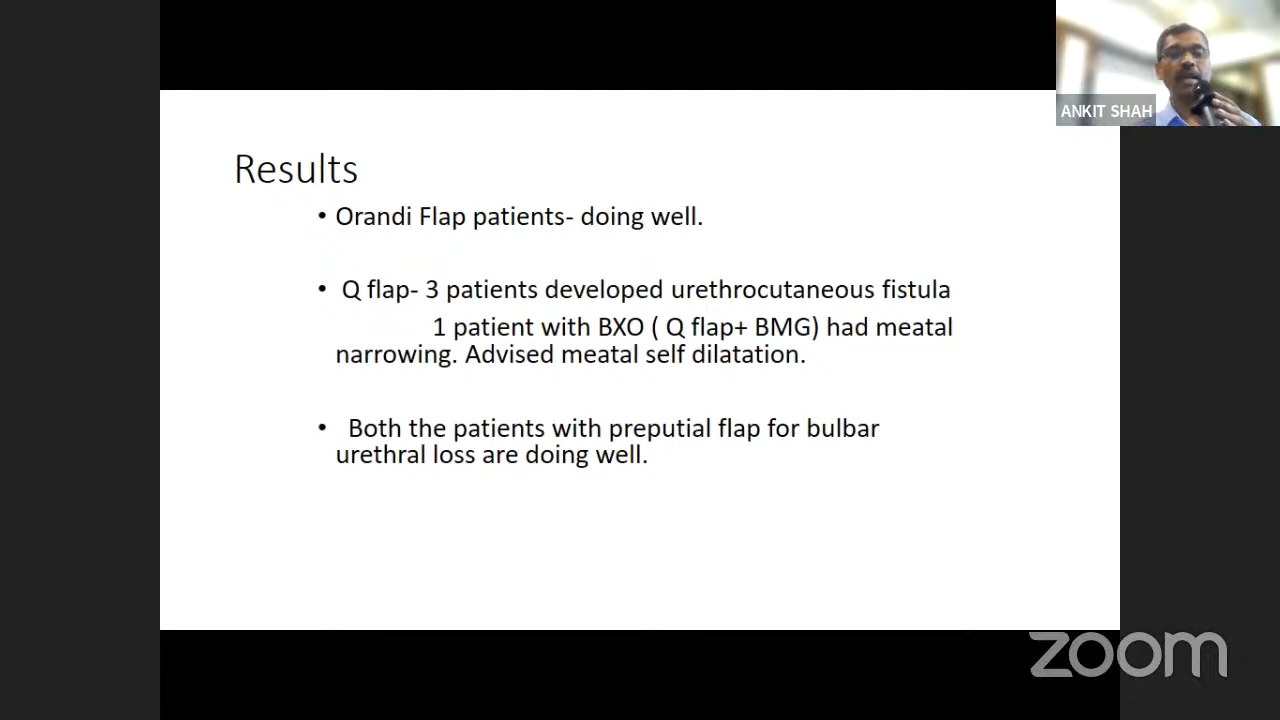 ANKIT SHAH
Results
• Orandi Flap patients- doing well.
• Q flap- 3 patients developed urethrocutaneous fistula
1 patient with BXO ( Q flap+ BMG) had meatal
narrowing. Advised meatal self dilatation.
• Both the patients with preputial flap for bulbar
urethral loss are doing well.
zoom